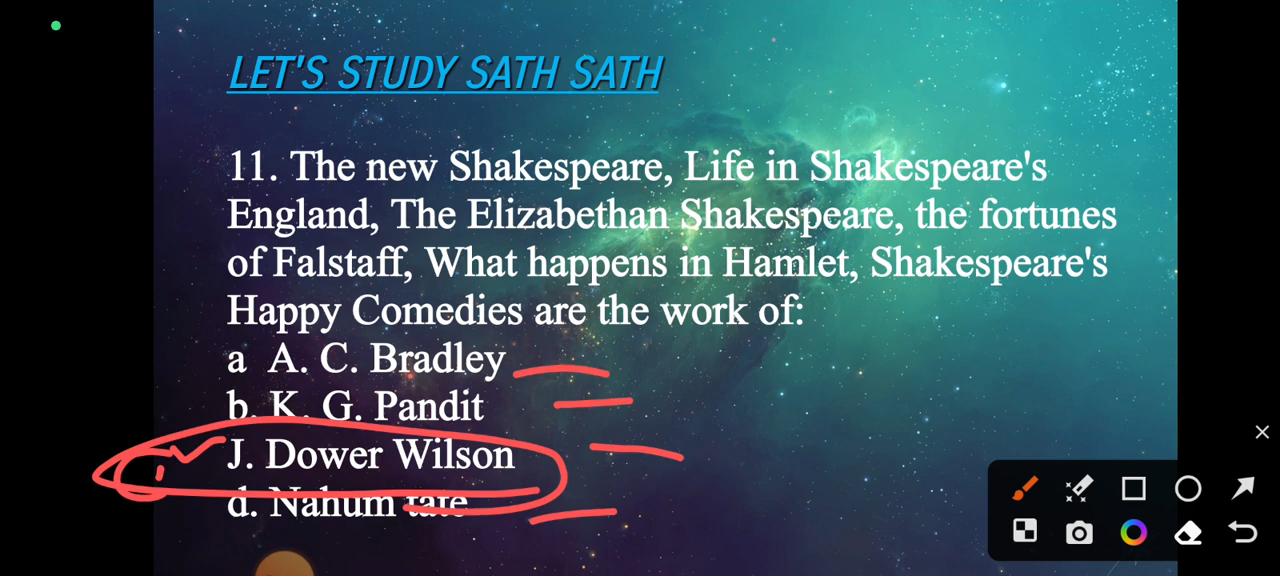 LET'S STUDY SATH SATH
11. The new Shakespeare, Life in Shakespeare's
England, The Elizabethan Shakespeare, the fortunes
of Falstaff, What happens in Hamlet, Shakespeare's
Happy Comedies are the work of:
a A. C. Bradley
b. K. G. Pandit
J. Dower Wilson
d. Nahum tate